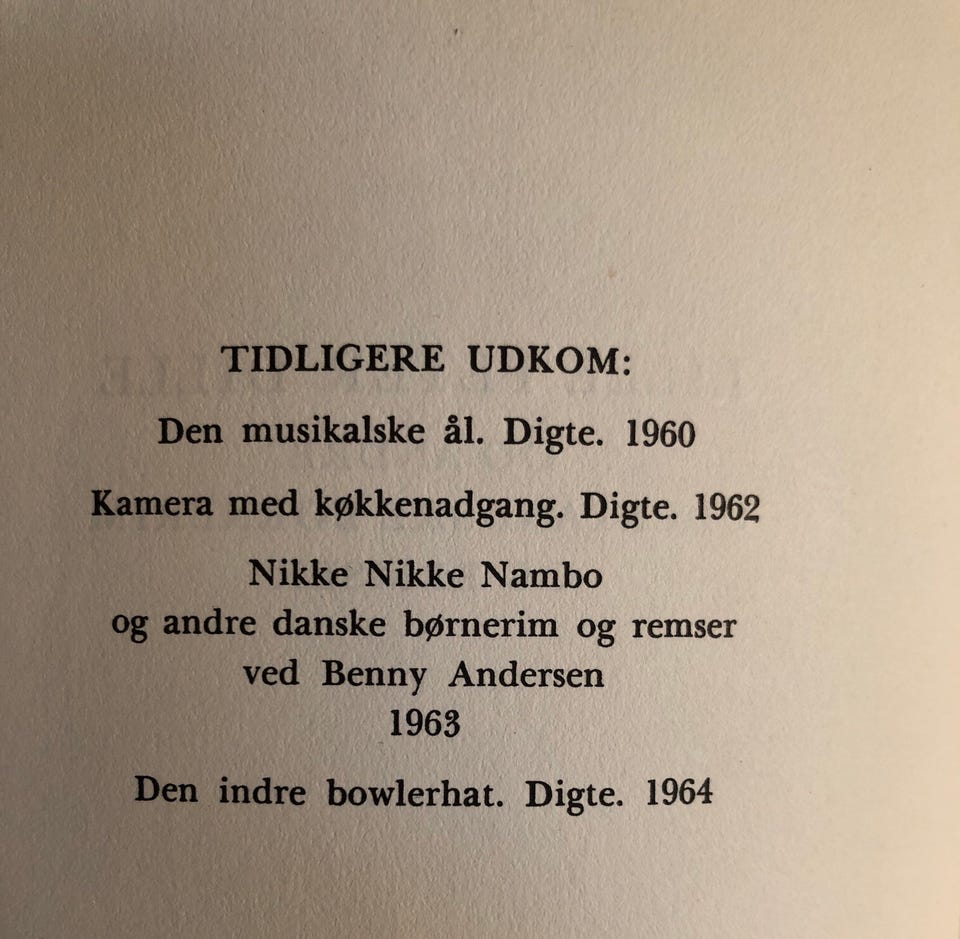 TIDLIGERE UDKOM:
Den musikalske ål. Digte. 1960
Kamera med køkkenadgang. Digte. 1962
Nikke Nikke Nambo
og andre danske børnerim og remser
ved Benny Andersen
1963
Den indre bowlerhat. Digte. 1964